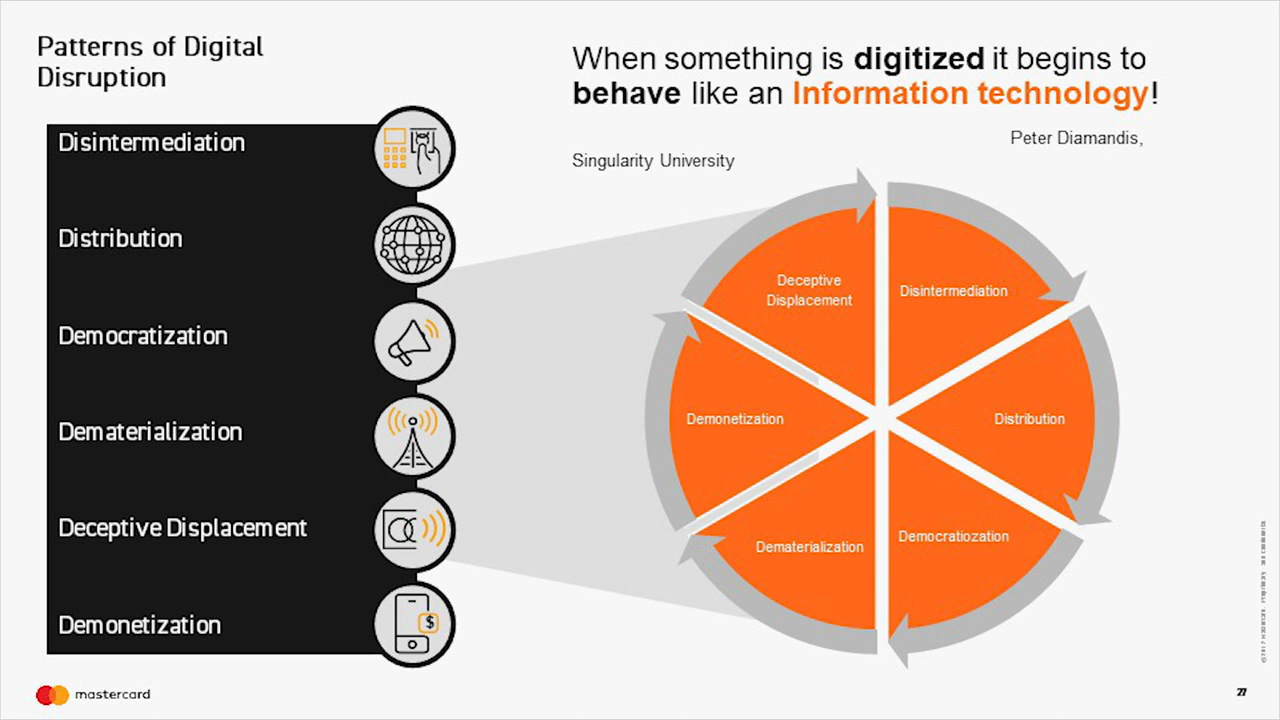 Patterns of Digital
Disruption
Disintermediation
Distribution
Democratization
Dematerialization
Deceptive Displacement
Demonetization
When something is digitized it begins to
behave like an Information technology!
Peter Diamandis,
Singularity University
Deceptive
Displacement
Disintermediation
Demonetization
Distribution
Dematerialization
Democratiozation
$
mastercard
27